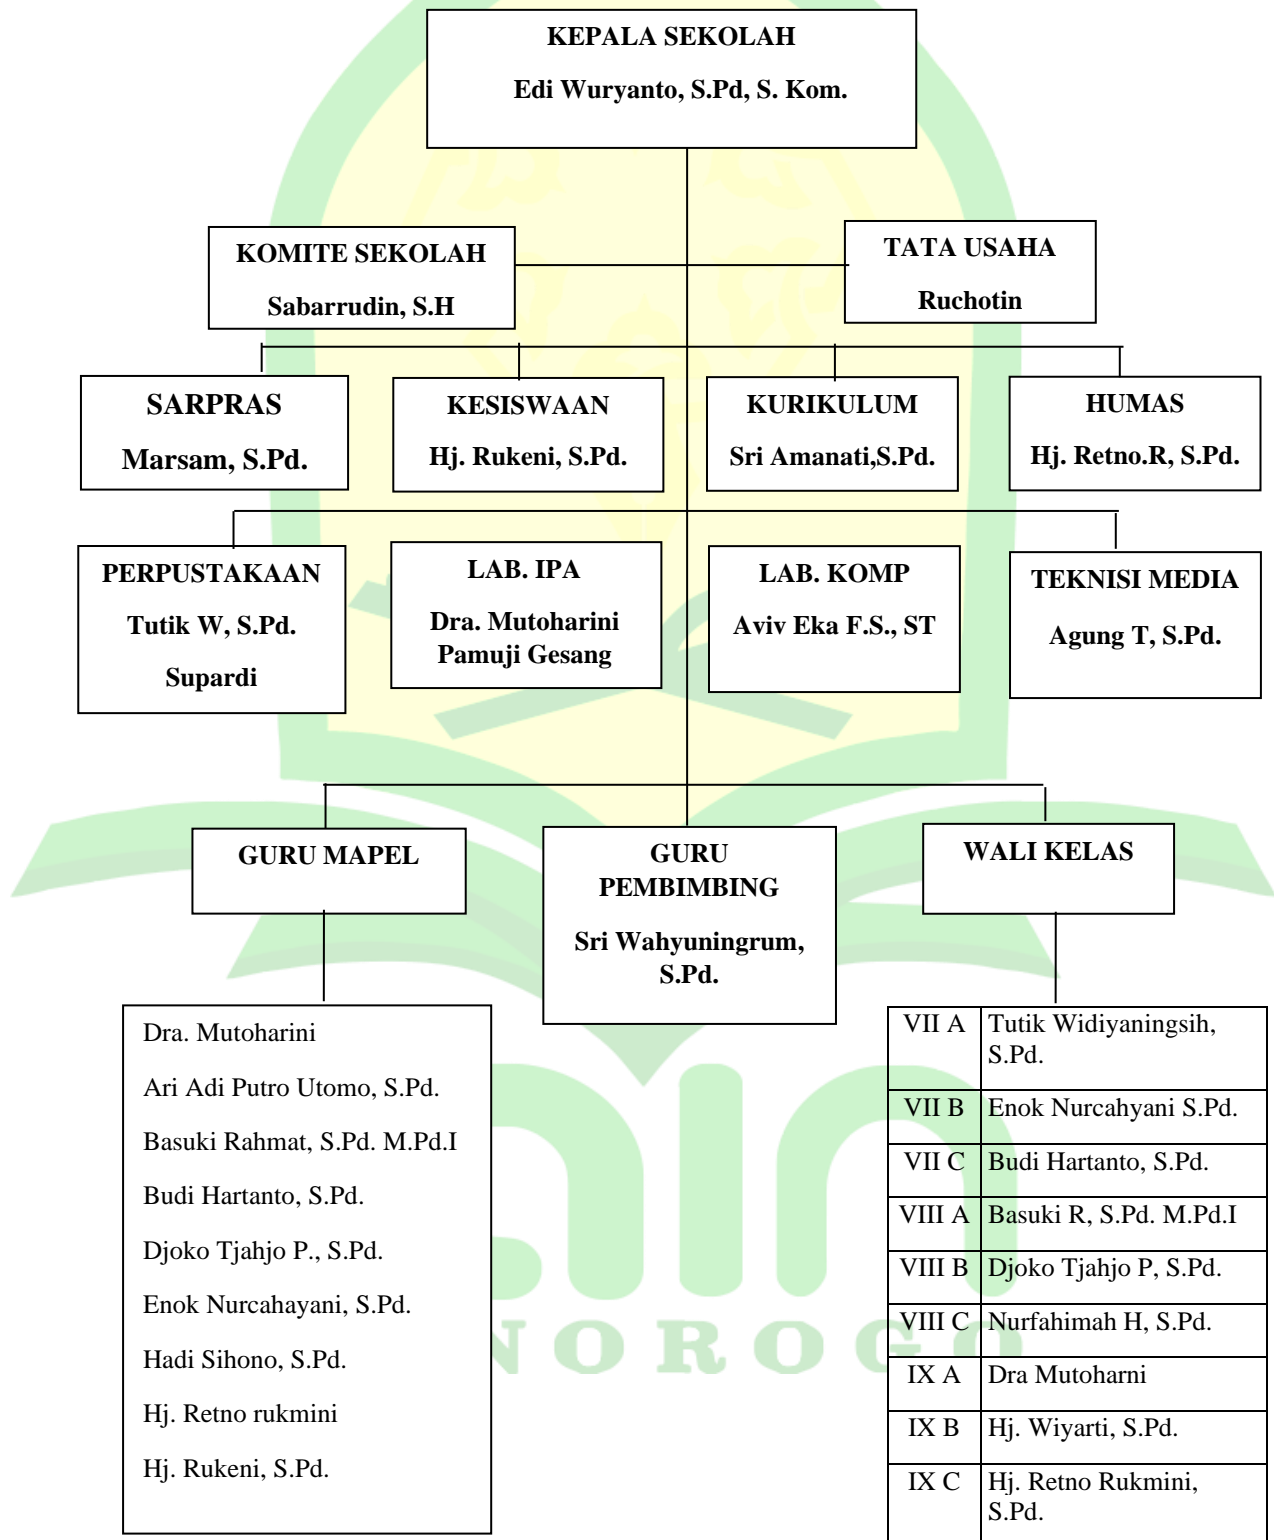 KEPALA SEKOLAH
Edi Wuryanto, S.Pd, S. Kom.
KOMITE SEKOLAH
Sabarrudin, S.H
TATA USAHA
Ruchotin
SARPRAS
Marsam, S.Pd.
KESISWAAN
Hj. Rukeni, S.Pd.
KURIKULUM
Sri Amanati,S.Pd.
HUMAS
Hj. Retno.R, S.Pd.
PERPUSTAKAAN
Tutik W, S.Pd.
Supardi
LAB. IPA
Dra. Mutoharini
Pamuji Gesang
LAB. KOMP
Aviv Eka F.S., ST
TEKNISI MEDIA
Agung T, S.Pd.
GURU MAPEL
GURU
PEMBIMBING
Sri Wahyuningrum,
S.Pd.
WALI KELAS
Dra. Mutoharini
Ari Adi Putro Utomo, S.Pd.
Basuki Rahmat, S.Pd. M.Pd.I
Budi Hartanto, S.Pd.
Djoko Tjahjo P., S.Pd.
Enok Nurcahayani, S.Pd.
Hadi Sihono, S.Pd.
Hj. Retno rukmini
Hj. Rukeni, S.Pd.
VII A Tutik Widiyaningsih,
S.Pd.
VII B Enok Nurcahyani S.Pd.
VII C Budi Hartanto, S.Pd.
VIII A Basuki R, S.Pd. M.Pd.I
VIII B Djoko Tjahjo P, S.Pd.
VIII C Nurfahimah H, S.Pd.
IX A Dra Mutoharni
IX B Hj. Wiyarti, S.Pd.
IX C Hj. Retno Rukmini,
S.Pd.